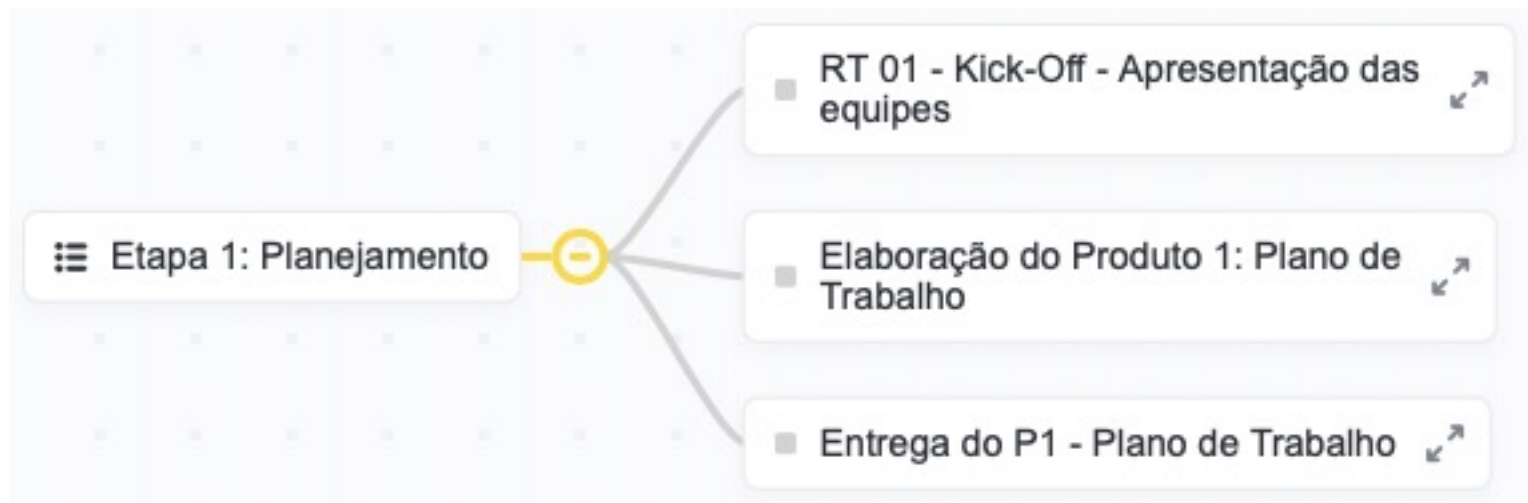 Etapa 1: Planejamento
RT 01 - Kick-Off - Apresentação das
equipes
Elaboração do Produto 1: Plano de
Trabalho
Entrega do P1 - Plano de Trabalho